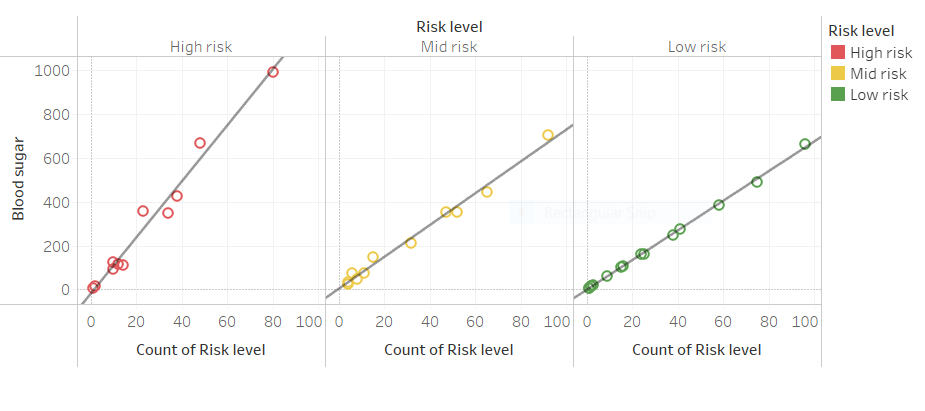 Risk level
High risk
Mid risk
Low risk
Risk level
High risk
Mid risk
Low risk
Blood sugar
1000
800
600
400
200
0
0 20 40 60 80 100
0 20 40 60 80 100
0 20 40 60 80 100
Count of Risk level
Count of Risk level
Count of Risk level
Rectangular Snip